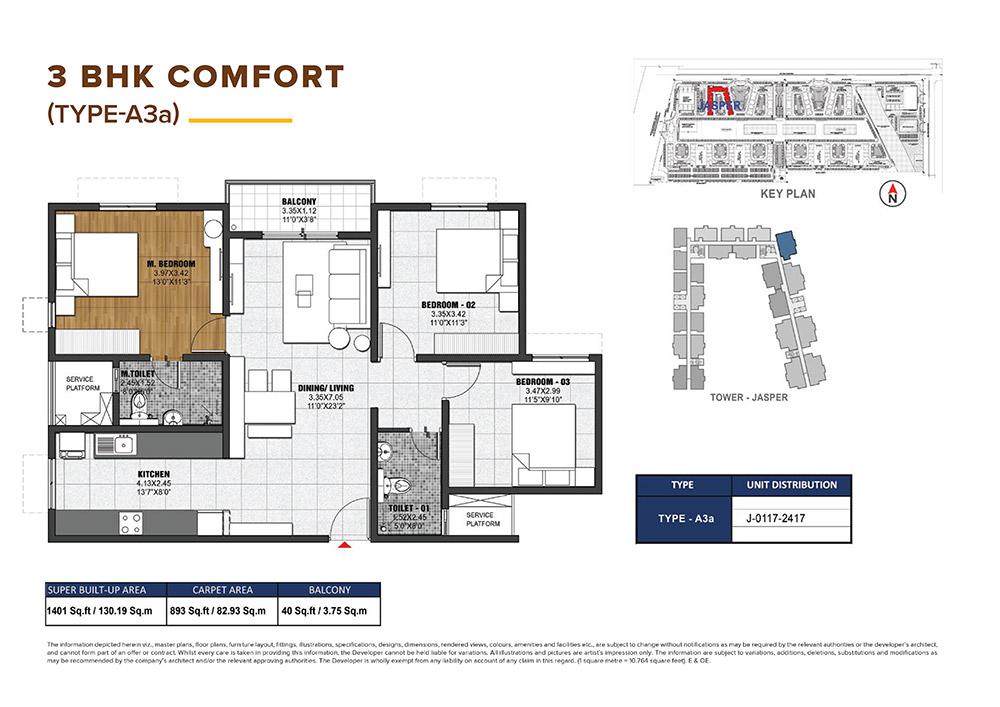 3 BHK COMFORT
(TYPE-A3a)
JASPER
KEY PLAN
N
BALCONY
3.35X1.12
11'0"X3'8"
M. BEDROOM
3.97X3.42
13'0"X11'3"
BEDROOM - 02
3.35X3.42
11'0"X11'3"
SERVICE
PLATFORM
M.TOILET
2.45X1.52
8'0"X5'0"
DINING/ LIVING
3.35X7.05
11'0"X23'2"
BEDROOM - 03
3.47X2.99
11'5"X9'10"
TOWER - JASPER
KITCHEN
4.13X2.45
13'7"X8'0"
TOILET - 01
1.52X2.45
5'0"X8'0"
SERVICE
PLATFORM
TYPE UNIT DISTRIBUTION
TYPE - A3a J-0117-2417
SUPER BUILT-UP AREA CARPET AREA BALCONY
1401 Sq.ft / 130.19 Sq.m 893 Sq.ft / 82.93 Sq.m 40 Sq.ft / 3.75 Sq.m
The information depicted herein viz., master plans, floor plans, furniture layout, fittings, illustrations, specifications, designs, dimensions, rendered views, colours, amenities and facilities etc., are subject to change without notifications as may be required by the relevant authorities or the developer's architect,
and cannot form part of an offer or contract. Whilst every care is taken in providing this information, the Developer cannot be held liable for variations. All illustrations and pictures are artist's impression only. The information are subject to variations, additions, deletions, substitutions and modifications as
may be recommended by the company's architect and/or the relevant approving authorities. The Developer is wholly exempt from any liability on account of any claim in this regard. (1 square metre = 10.764 square feet). E & OE.